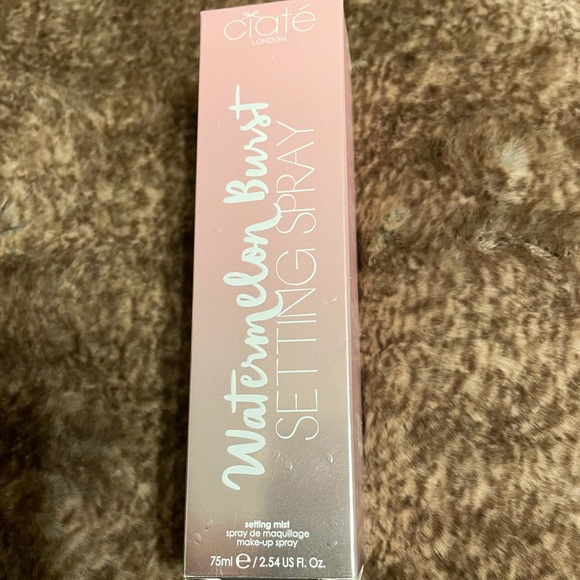 ciaté
LONDON
Watermelon Burst
SETTING SPRAY
setting mist
spray de maquillage
make-up spray
75ml ℮ / 2.54 US Fl. Oz.